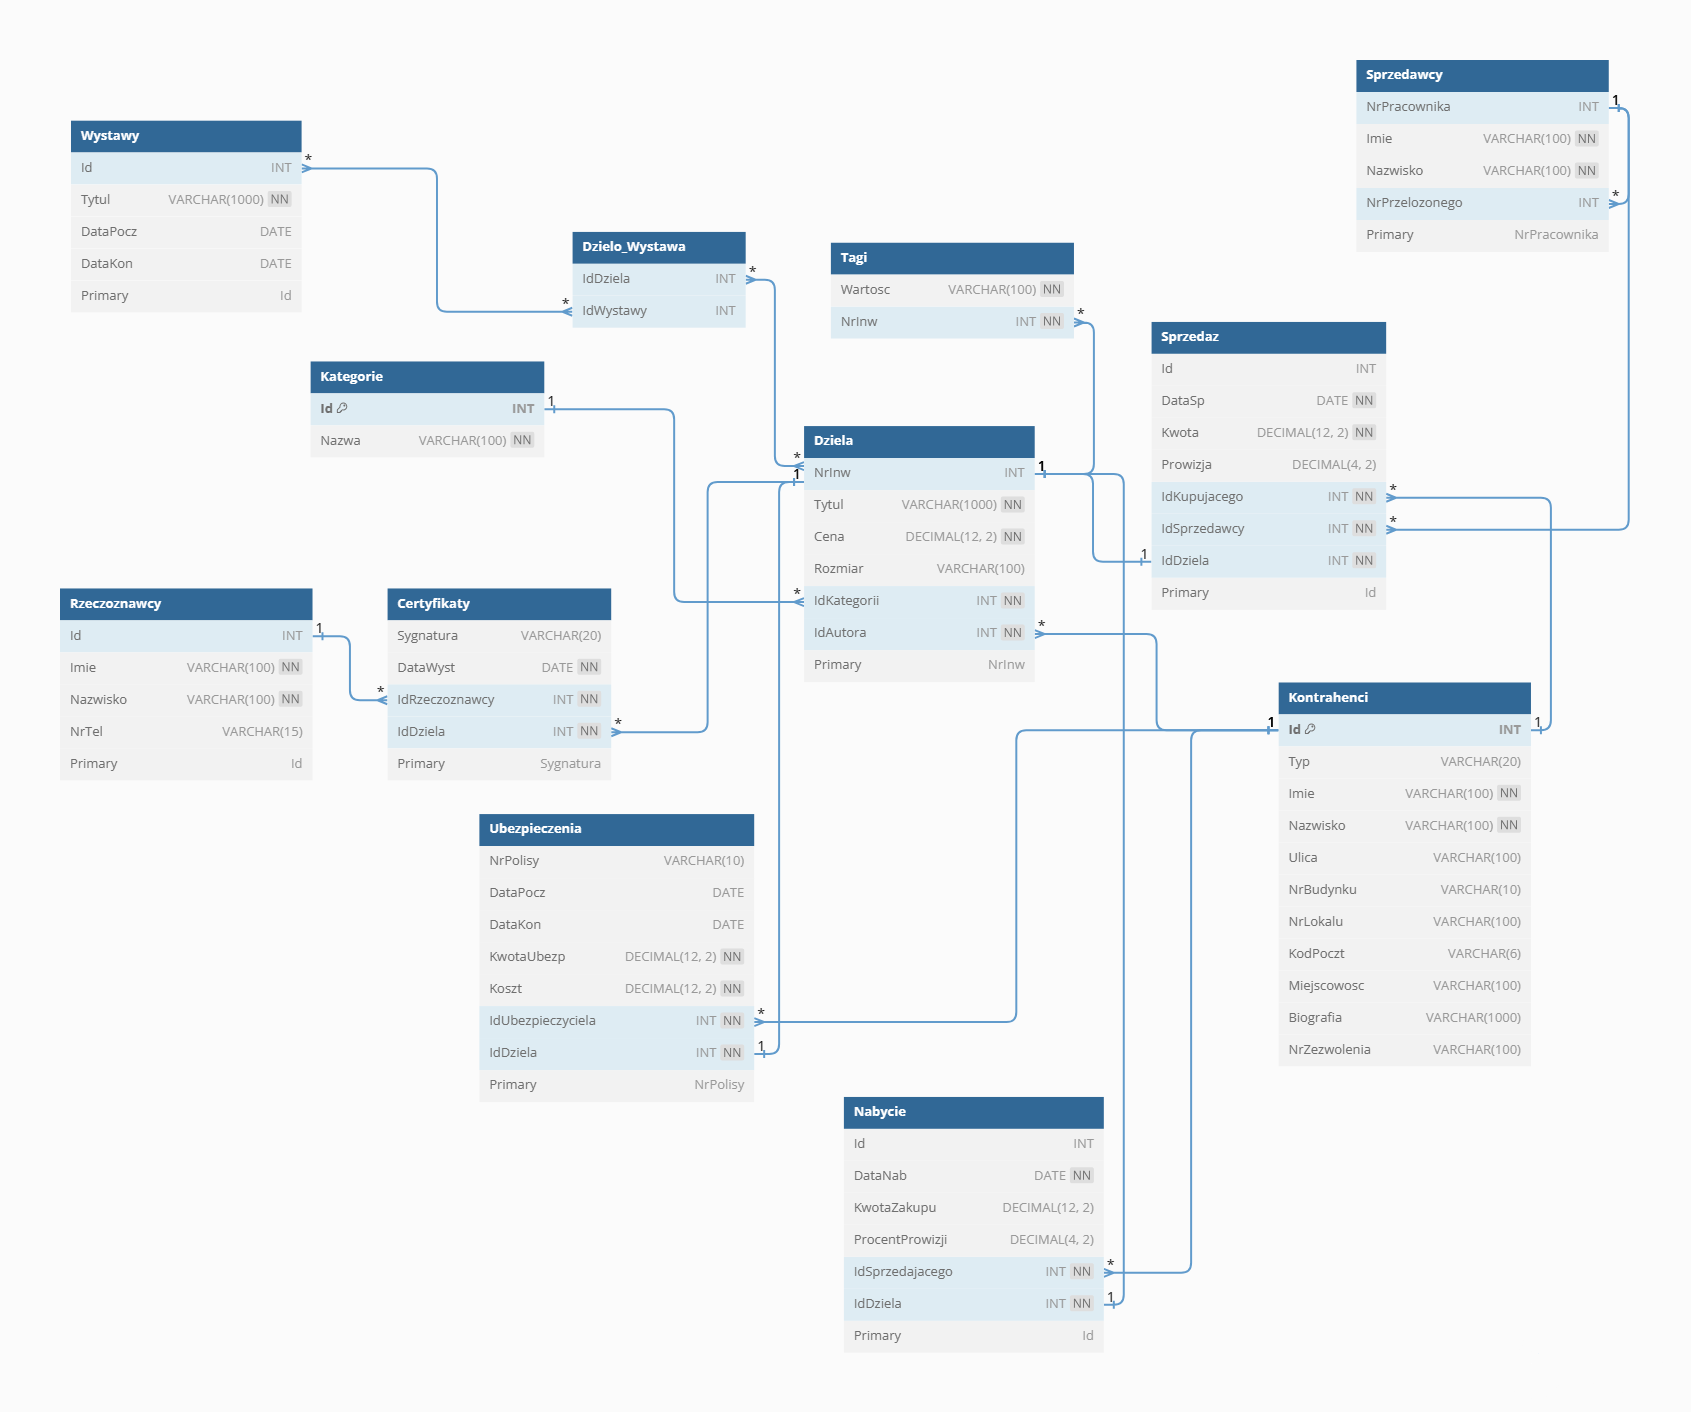 Sprzedawcy
NrPracownika INT
Imie VARCHAR(100) NN
Nazwisko VARCHAR(100) NN
NrPrzelozonego INT
Primary NrPracownika
1
*
Wystawy
Id INT
Tytul VARCHAR(1000) NN
DataPocz DATE
DataKon DATE
Primary Id
*
Dzielo_Wystawa
IdDziela INT
IdWystawy INT
*
*
Tagi
Wartosc VARCHAR(100) NN
NrInw INT NN
*
Sprzedaz
Id INT
DataSp DATE NN
Kwota DECIMAL(12, 2) NN
Prowizja DECIMAL(4, 2)
IdKupujacego INT NN
IdSprzedawcy INT NN
IdDziela INT NN
Primary Id
*
*
1
Kategorie
Id INT
Nazwa VARCHAR(100) NN
1
Dziela
NrInw INT
Tytul VARCHAR(1000) NN
Cena DECIMAL(12, 2) NN
Rozmiar VARCHAR(100)
IdKategorii INT NN
IdAutora INT NN
Primary NrInw
*
1
1
*
*
Rzeczoznawcy
Id INT
Imie VARCHAR(100) NN
Nazwisko VARCHAR(100) NN
NrTel VARCHAR(15)
Primary Id
1
Certyfikaty
Sygnatura VARCHAR(20)
DataWyst DATE NN
IdRzeczoznawcy INT NN
IdDziela INT NN
Primary Sygnatura
*
*
Kontrahenci
Id INT
Typ VARCHAR(20)
Imie VARCHAR(100) NN
Nazwisko VARCHAR(100) NN
Ulica VARCHAR(100)
NrBudynku VARCHAR(10)
NrLokalu VARCHAR(100)
KodPoczt VARCHAR(6)
Miejscowosc VARCHAR(100)
Biografia VARCHAR(1000)
NrZezwolenia VARCHAR(100)
1
1
Ubezpieczenia
NrPolisy VARCHAR(10)
DataPocz DATE
DataKon DATE
KwotaUbezp DECIMAL(12, 2) NN
Koszt DECIMAL(12, 2) NN
IdUbezpieczyciela INT NN
IdDziela INT NN
Primary NrPolisy
*
1
Nabycie
Id INT
DataNab DATE NN
KwotaZakupu DECIMAL(12, 2)
ProcentProwizji DECIMAL(4, 2)
IdSprzedajacego INT NN
IdDziela INT NN
Primary Id
*
1